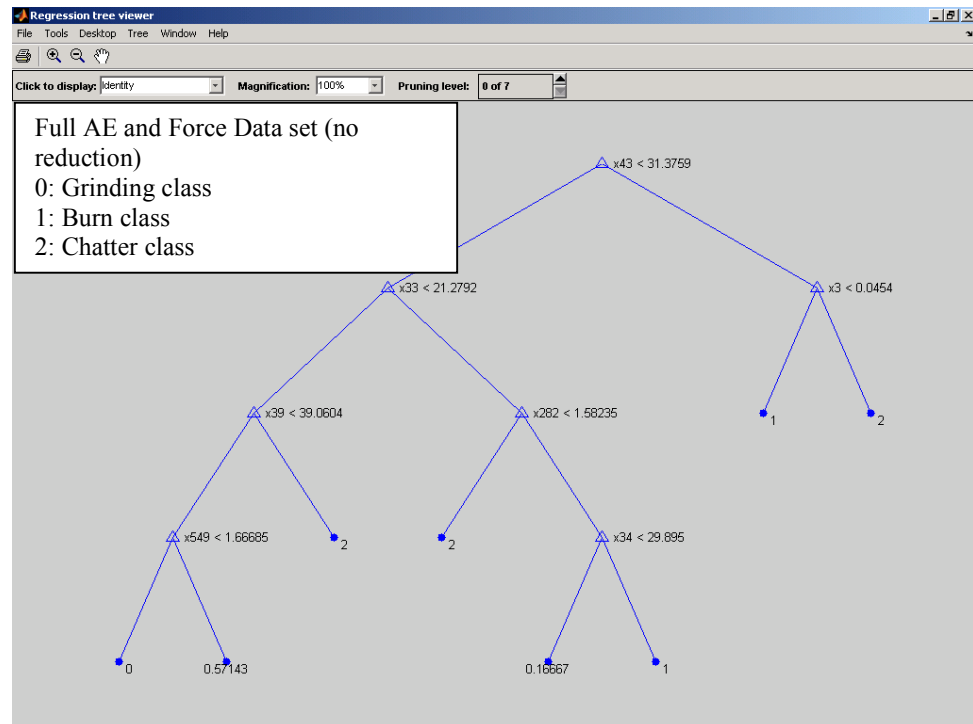 Regression tree viewer
File Tools Desktop Tree Window Help
Click to display: Identity Magnification: 100% Pruning level: 0 of 7
Full AE and Force Data set (no
reduction)
0: Grinding class
1: Burn class
2: Chatter class
x43 < 31.3759
x33 < 21.2792
x3 < 0.0454
x39 < 39.0604
x282 < 1.58235
1
2
x549 < 1.66685
2
2
x34 < 29.895
0
0.57143
0.16667
1